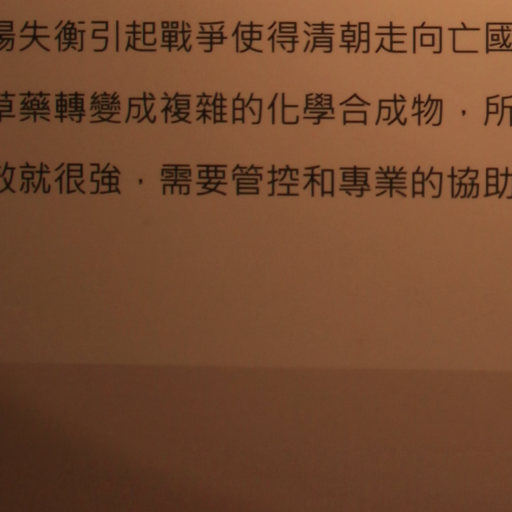 場失衡引起戰爭使得清朝走向亡國
草藥轉變成複雜的化學合成物，所
就很強，需要管控和專業的協助